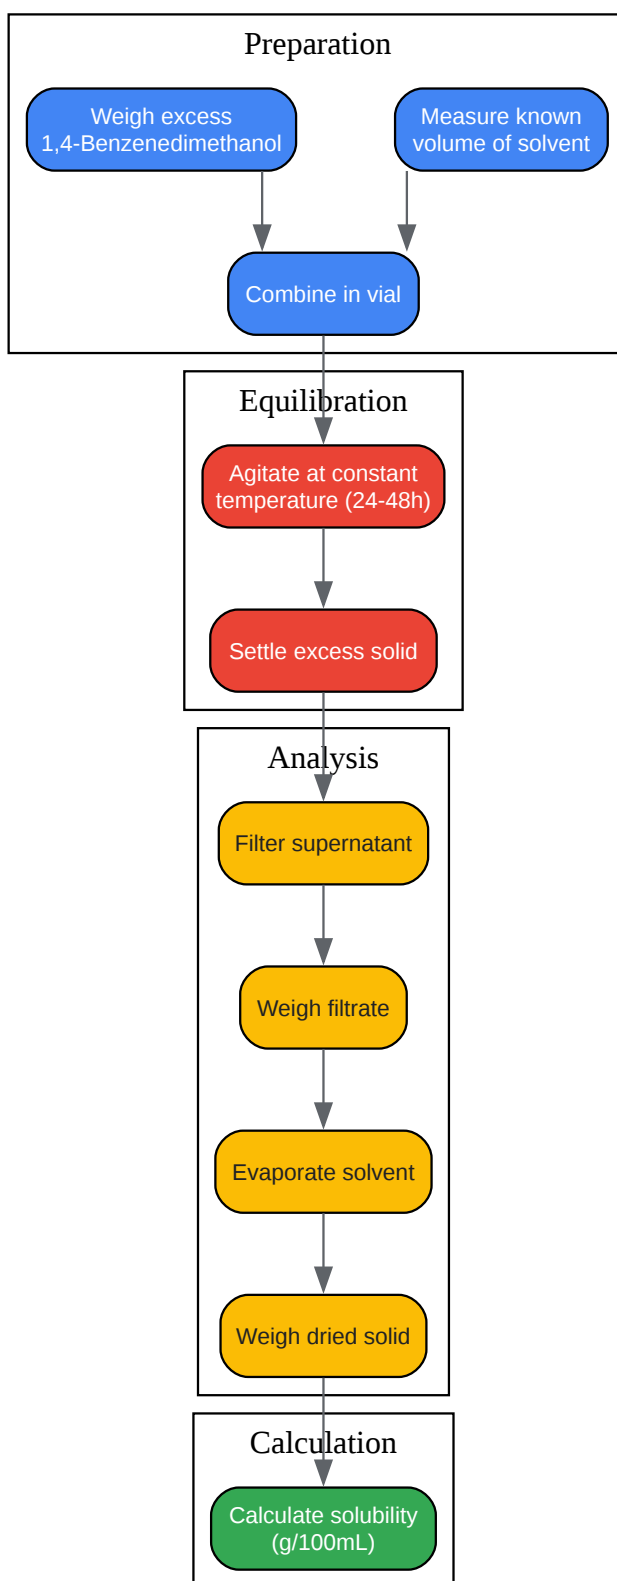 Preparation
Weigh excess
1,4-Benzenedimethanol
Measure known
volume of solvent
Combine in vial
Equilibration
Agitate at constant
temperature (24-48h)
Settle excess solid
Analysis
Filter supernatant
Weigh filtrate
Evaporate solvent
Weigh dried solid
Calculation
Calculate solubility
(g/100mL)